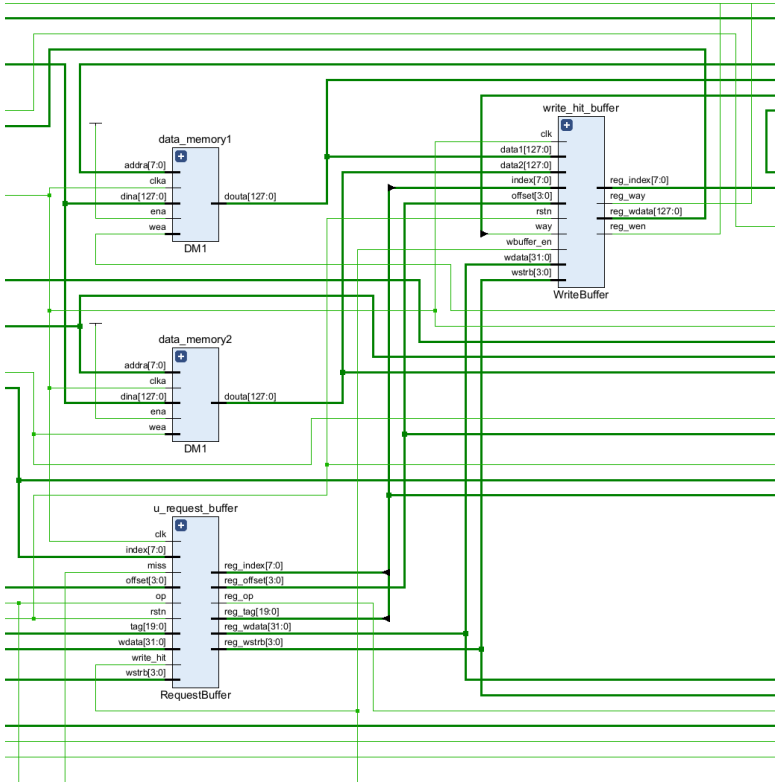 write_hit_buffer
clk
data1[127:0]
data2[127:0]
index[7:0]
offset[3:0]
rstn
way
wbuffer_en
wdata[31:0]
wstrb[3:0]
reg_index[7:0]
reg_way
reg_wdata[127:0]
reg_wen
WriteBuffer
data_memory1
addra[7:0]
clka
dina[127:0]
ena
wea
douta[127:0]
DM1
data_memory2
addra[7:0]
clka
dina[127:0]
ena
wea
douta[127:0]
DM1
u_request_buffer
clk
index[7:0]
miss
offset[3:0]
op
rstn
tag[19:0]
wdata[31:0]
write_hit
wstrb[3:0]
reg_index[7:0]
reg_offset[3:0]
reg_op
reg_tag[19:0]
reg_wdata[31:0]
reg_wstrb[3:0]
RequestBuffer